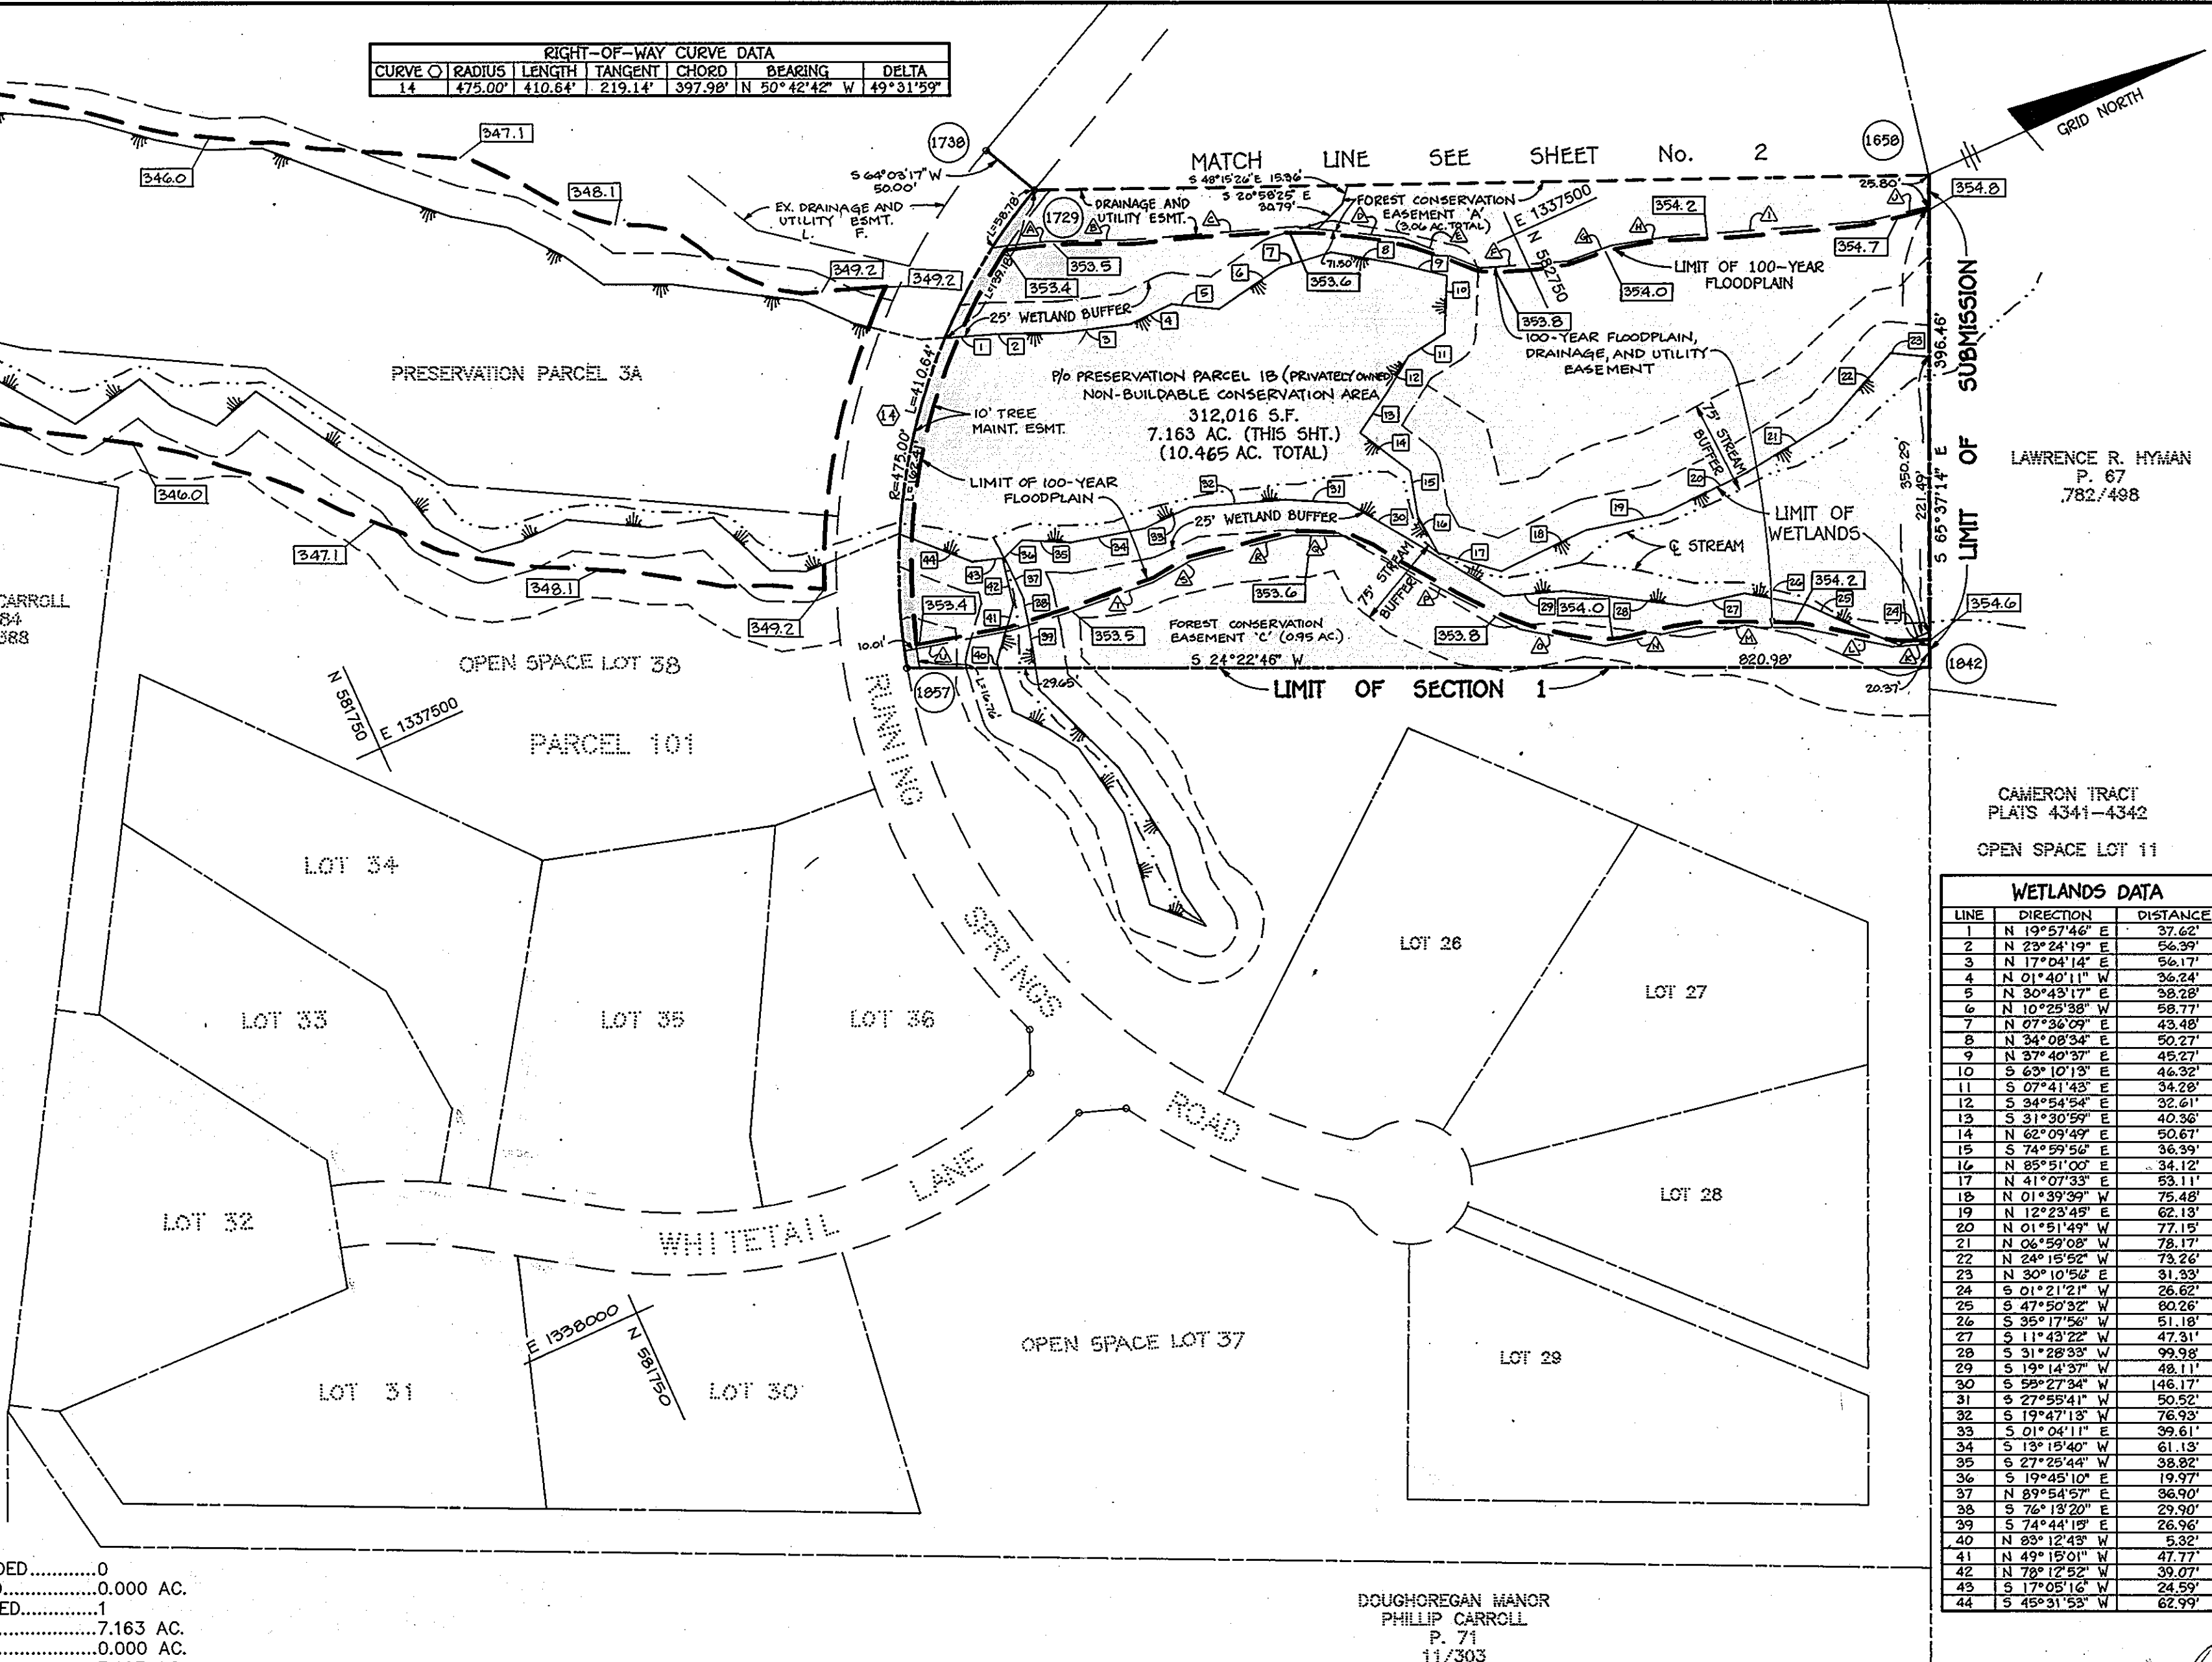 RIGHT-OF-WAY CURVE DATA
CURVE RADIUS LENGTH TANGENT CHORD BEARING DELTA
14 475.00' 410.64' 219.14' 397.98' N 50°42'42" W 49°31'59"
GRID NORTH
347.1
346.0
348.1
1738
S 64°03'17" W
50.00'
MATCH LINE SEE SHEET No. 2
1658
S 48°15'26" E 15.36'
25.80'
354.8
EX. DRAINAGE AND
UTILITY ESMT.
L. F.
L=58.78'
1729
DRAINAGE AND
UTILITY ESMT.
S 20°58'25" E
30.79'
FOREST CONSERVATION
EASEMENT 'A'
(3.06 AC. TOTAL)
E 1337500
N 582750
354.2
354.7
349.2
349.2
L=139.18'
353.5
353.4
71.50'
353.6
353.8
354.0
LIMIT OF 100-YEAR
FLOODPLAIN
25' WETLAND BUFFER
100-YEAR FLOODPLAIN,
DRAINAGE, AND UTILITY
EASEMENT
PRESERVATION PARCEL 3A
P/O PRESERVATION PARCEL 1B (PRIVATELY OWNED)
NON-BUILDABLE CONSERVATION AREA
312,016 S.F.
7.163 AC. (THIS SHT.)
(10.465 AC. TOTAL)
14
L=410.64'
R=475.00'
10' TREE
MAINT. ESMT.
LIMIT OF 100-YEAR
FLOODPLAIN
75' STREAM
BUFFER
25' WETLAND BUFFER
LIMIT OF
WETLANDS
℄ STREAM
396.46'
350.29'
221.49'
S 65°37'14" E
LIMIT OF SUBMISSION
LAWRENCE R. HYMAN
P. 67
782/498
346.0
347.1
348.1
349.2
353.4
353.5
353.6
75' STREAM
BUFFER
353.8
354.0
354.2
354.6
10.01'
FOREST CONSERVATION
EASEMENT 'C' (0.95 AC.)
S 24°22'46" W
820.98'
1842
20.37'
1857
L=16.76'
29.65'
LIMIT OF SECTION 1
CARROLL
OPEN SPACE LOT 38
N 581750
E 1337500
PARCEL 101
RUNNING SPRINGS ROAD
WHITETAIL LANE
LOT 34
LOT 33
LOT 35
LOT 36
LOT 32
LOT 31
LOT 30
LOT 26
LOT 27
LOT 28
LOT 29
OPEN SPACE LOT 37
E 1338000
N 581750
CAMERON TRACT
PLATS 4341-4342
OPEN SPACE LOT 11
WETLANDS DATA
LINE DIRECTION DISTANCE
1 N 19°57'46" E 37.62'
2 N 23°24'19" E 56.39'
3 N 17°04'14" E 56.17'
4 N 01°40'11" W 36.24'
5 N 30°43'17" E 38.28'
6 N 10°25'38" W 58.77'
7 N 07°36'09" E 43.48'
8 N 34°08'34" E 50.27'
9 N 37°40'37" E 45.27'
10 S 63°10'13" E 46.32'
11 S 07°41'43" E 34.28'
12 S 34°54'54" E 32.61'
13 S 31°30'59" E 40.36'
14 N 62°09'49" E 50.67'
15 S 74°59'56" E 36.39'
16 N 85°51'00" E 34.12'
17 N 41°07'33" E 53.11'
18 N 01°39'39" W 75.48'
19 N 12°23'45" E 62.13'
20 N 01°51'49" W 77.15'
21 N 06°59'08" W 78.17'
22 N 24°15'52" W 73.26'
23 N 30°10'56" E 31.33'
24 S 01°21'21" W 26.62'
25 S 47°50'32" W 80.26'
26 S 35°17'56" W 51.18'
27 S 11°43'22" W 47.31'
28 S 31°28'33" W 99.98'
29 S 19°14'37" W 48.11'
30 S 55°27'34" W 146.17'
31 S 27°55'41" W 50.52'
32 S 19°47'13" W 76.93'
33 S 01°04'11" E 39.61'
34 S 13°15'40" W 61.13'
35 S 27°25'44" W 38.82'
36 S 19°45'10" E 19.97'
37 N 89°54'57" E 36.90'
38 S 76°13'20" E 29.90'
39 S 74°44'15" E 26.96'
40 N 83°12'43" W 5.32'
41 N 49°15'01" W 47.77'
42 N 78°12'52" W 39.07'
43 S 17°05'16" W 24.59'
44 S 45°31'53" W 62.99'
DED............0
0.000 AC.
ED..............1
7.163 AC.
0.000 AC.
DOUGHOREGAN MANOR
PHILLIP CARROLL
P. 71
11/303